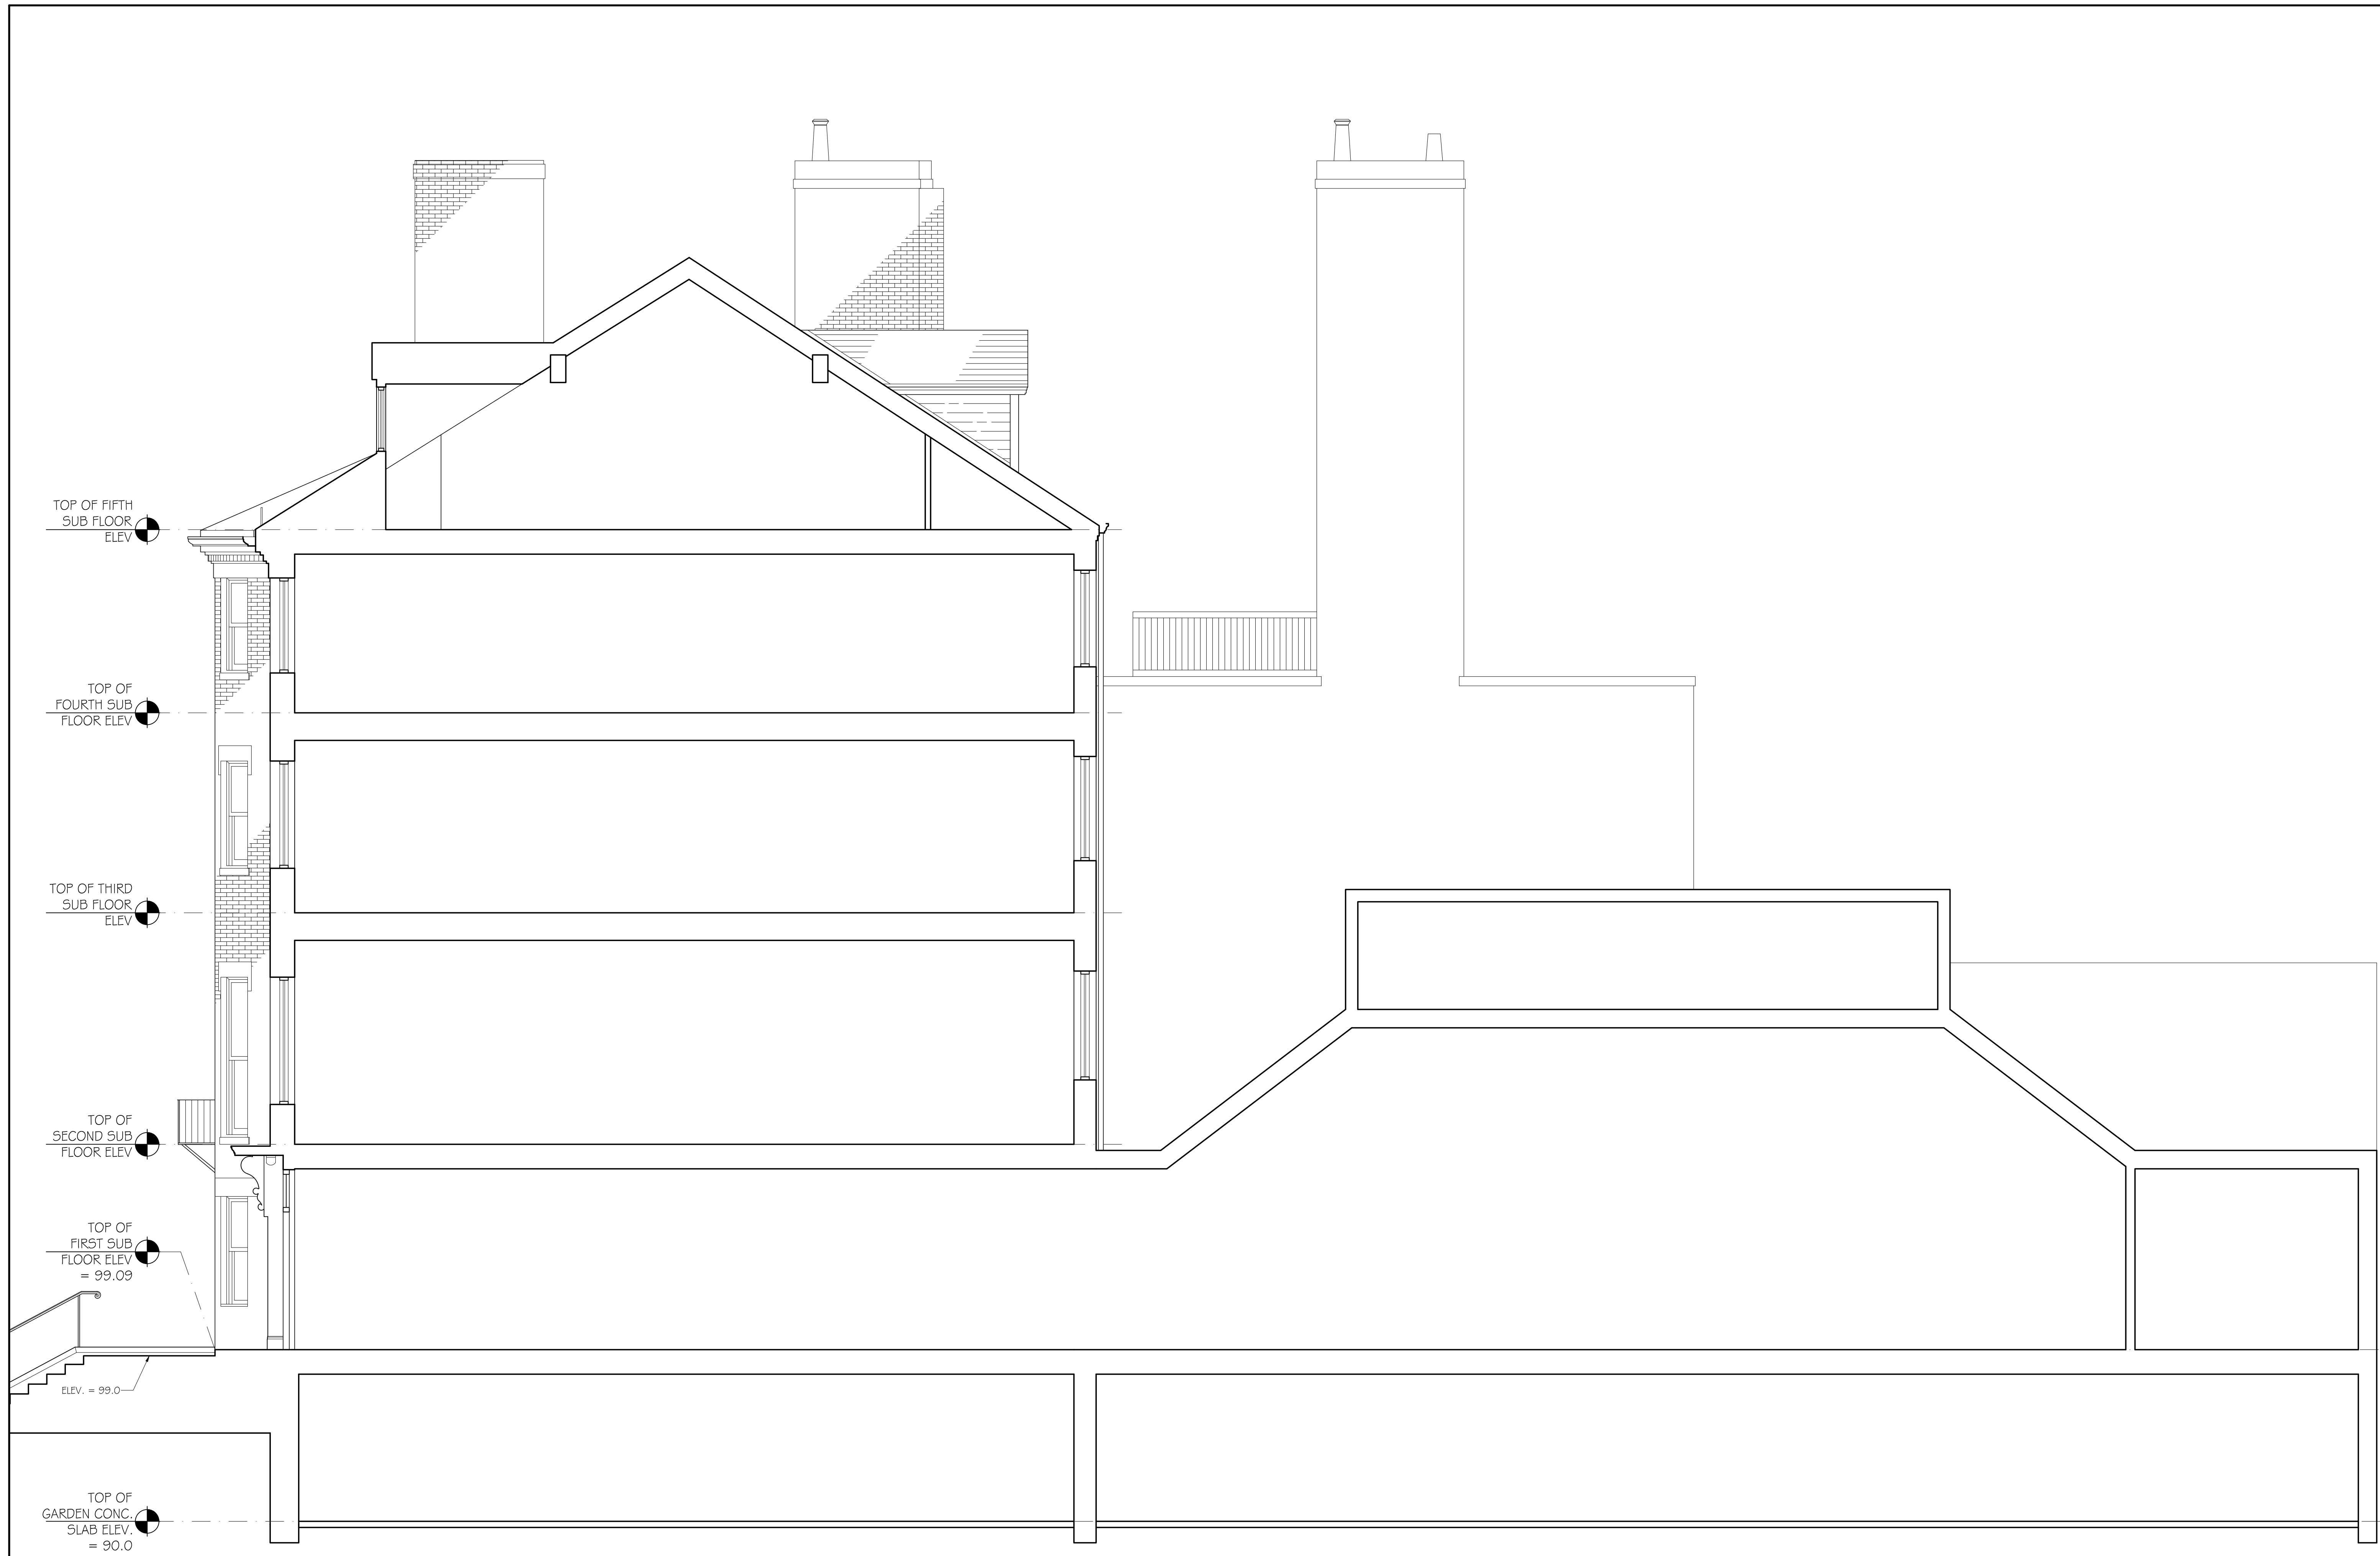 TOP OF FIFTH
SUB FLOOR
ELEV
TOP OF
FOURTH SUB
FLOOR ELEV
TOP OF THIRD
SUB FLOOR
ELEV
TOP OF
SECOND SUB
FLOOR ELEV
TOP OF
FIRST SUB
FLOOR ELEV
= 99.09
ELEV. = 99.0
TOP OF
GARDEN CONC.
SLAB ELEV.
= 90.0